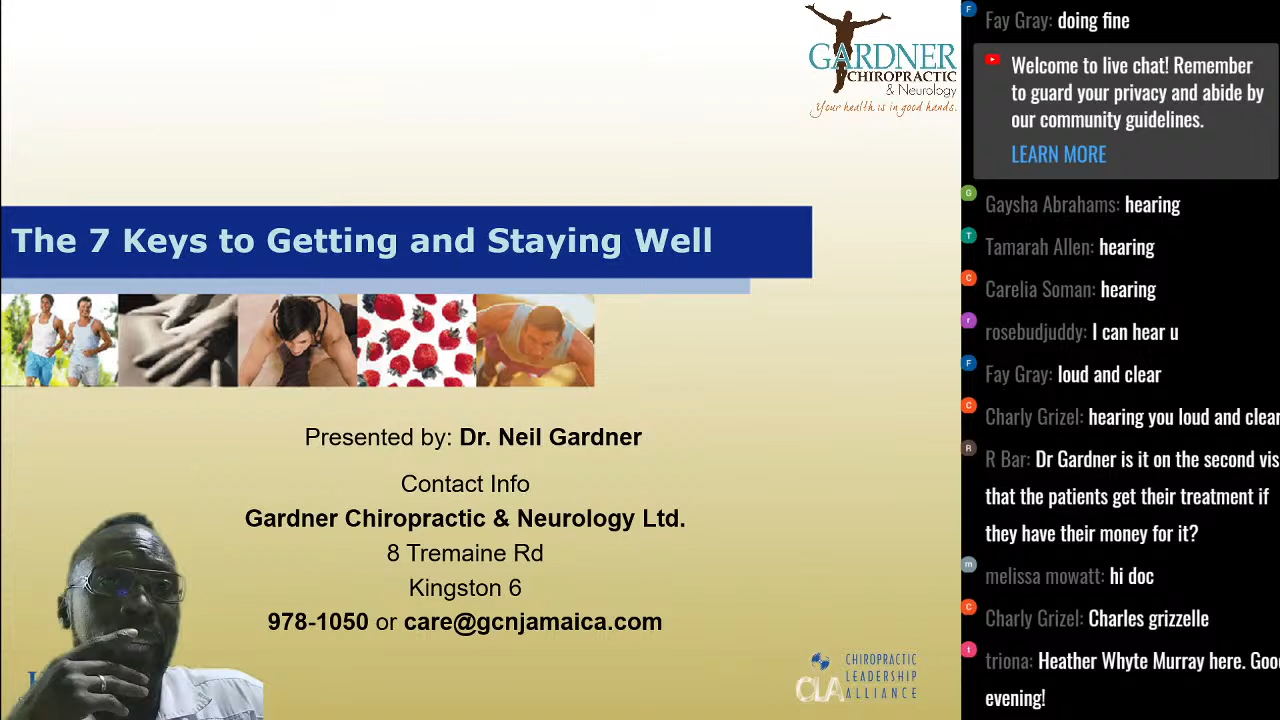 GARDNER
CHIROPRACTIC
& Neurology
Your health is in good hands.
The 7 Keys to Getting and Staying Well
Presented by: Dr. Neil Gardner
Contact Info
Gardner Chiropractic & Neurology Ltd.
8 Tremaine Rd
Kingston 6
978-1050 or care@gcnjamaica.com
CLA
CHIROPRACTIC
LEADERSHIP
ALLIANCE
Fay Gray: doing fine
Welcome to live chat! Remember
to guard your privacy and abide by
our community guidelines.
LEARN MORE
G
Gaysha Abrahams: hearing
T
Tamarah Allen: hearing
C
Carelia Soman: hearing
r
rosebudjuddy: I can hear u
F
Fay Gray: loud and clear
C
Charly Grizel: hearing you loud and clear
R
R Bar: Dr Gardner is it on the second vis
that the patients get their treatment if
they have their money for it?
m
melissa mowatt: hi doc
C
Charly Grizel: Charles grizzelle
t
triona: Heather Whyte Murray here. Goo
evening!